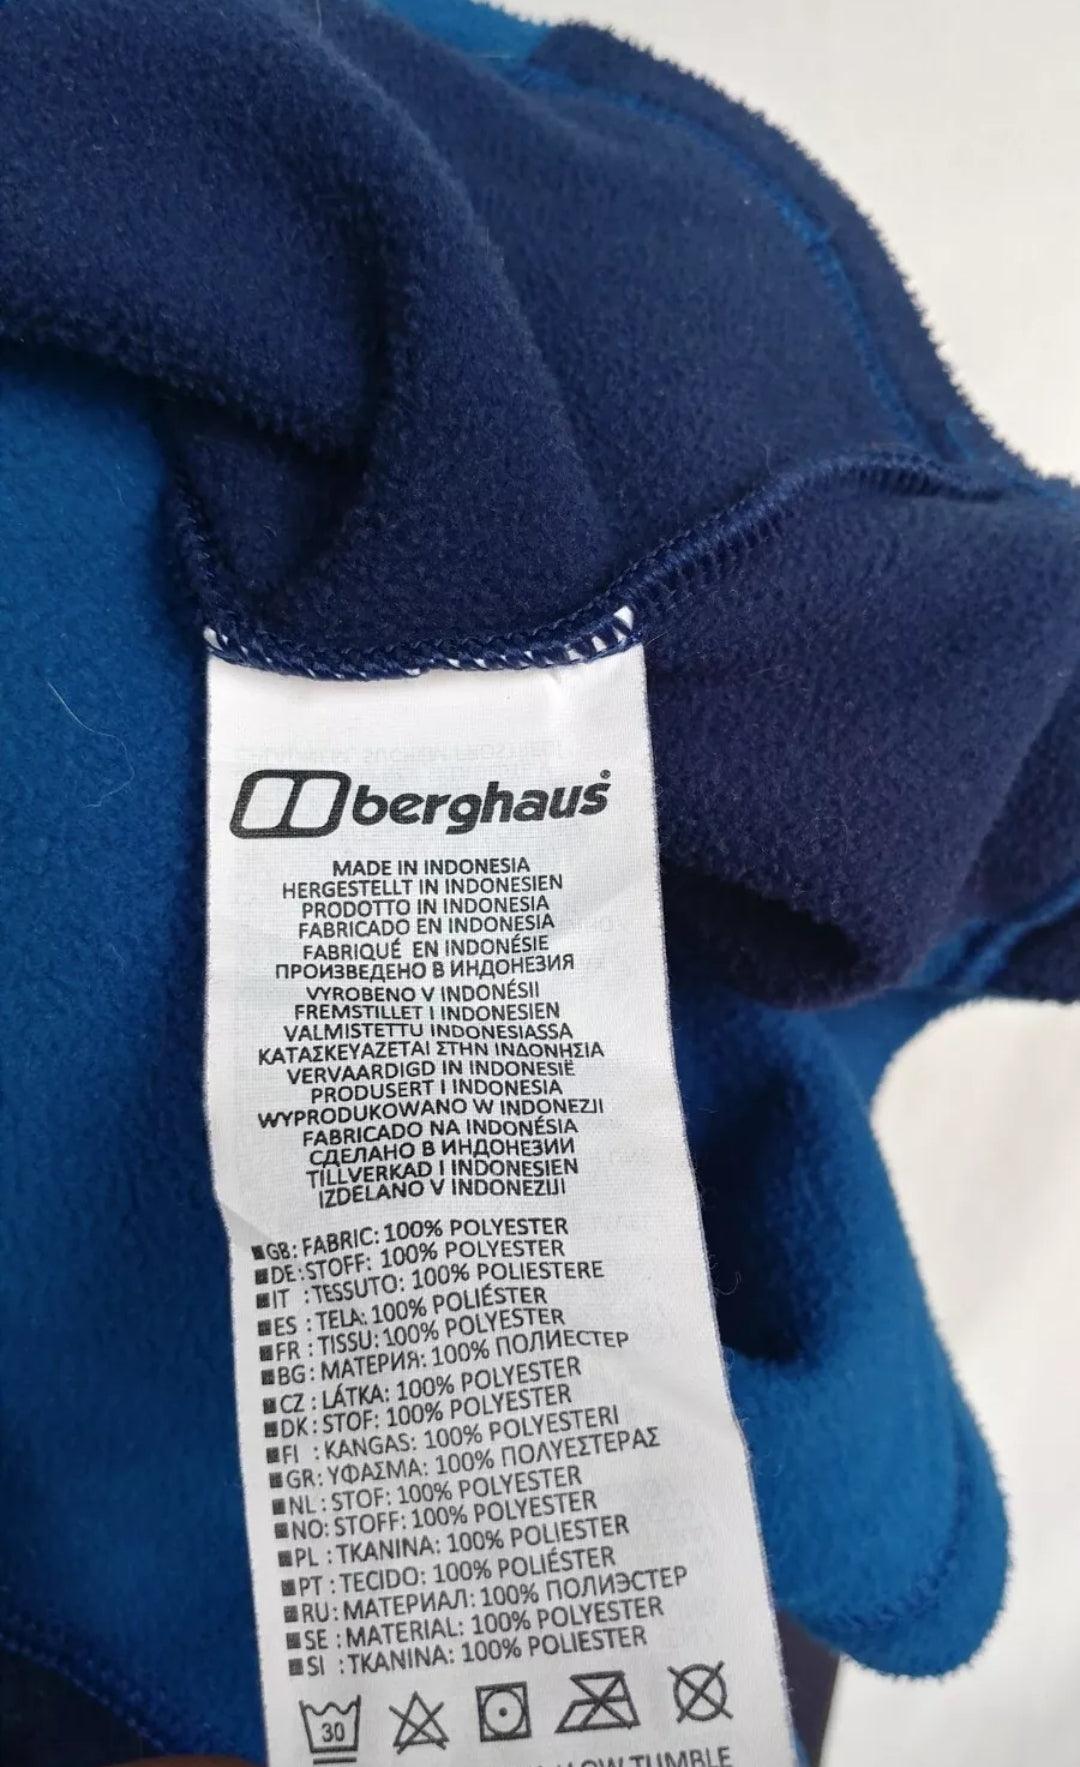 berghaus®
MADE IN INDONESIA
HERGESTELLT IN INDONESIEN
PRODOTTO IN INDONESIA
FABRICADO EN INDONESIA
FABRIQUÉ EN INDONÉSIE
ПРОИЗВЕДЕНО В ИНДОНЕЗИЯ
VYROBENO V INDONÉSII
FREMSTILLET I INDONESIEN
VALMISTETTU INDONESIASSA
ΚΑΤΑΣΚΕΥΑΖΕΤΑΙ ΣΤΗΝ ΙΝΔΟΝΗΣΙΑ
VERVAARDIGD IN INDONESIË
PRODUSERT I INDONESIA
WYPRODUKOWANO W INDONEZJI
FABRICADO NA INDONÉSIA
СДЕЛАНО В ИНДОНЕЗИИ
TILLVERKAD I INDONESIEN
IZDELANO V INDONEZIJI
GB: FABRIC: 100% POLYESTER
DE: STOFF: 100% POLYESTER
IT : TESSUTO: 100% POLIESTERE
ES : TELA: 100% POLIÉSTER
FR : TISSU: 100% POLYESTER
BG: МАТЕРИЯ: 100% ПОЛИЕСТЕР
CZ : LÁTKA: 100% POLYESTER
DK: STOF: 100% POLYESTER
FI : KANGAS: 100% POLYESTERI
GR: ΥΦΑΣΜΑ: 100% ΠΟΛΥΕΣΤΕΡΑΣ
NL: STOF: 100% POLYESTER
NO: STOFF: 100% POLYESTER
PL : TKANINA: 100% POLIESTER
PT : TECIDO: 100% POLIÉSTER
RU: МАТЕРИАЛ: 100% ПОЛИЭСТЕР
SE : MATERIAL: 100% POLYESTER
SI : TKANINA: 100% POLIESTER
30
LOW TUMBLE